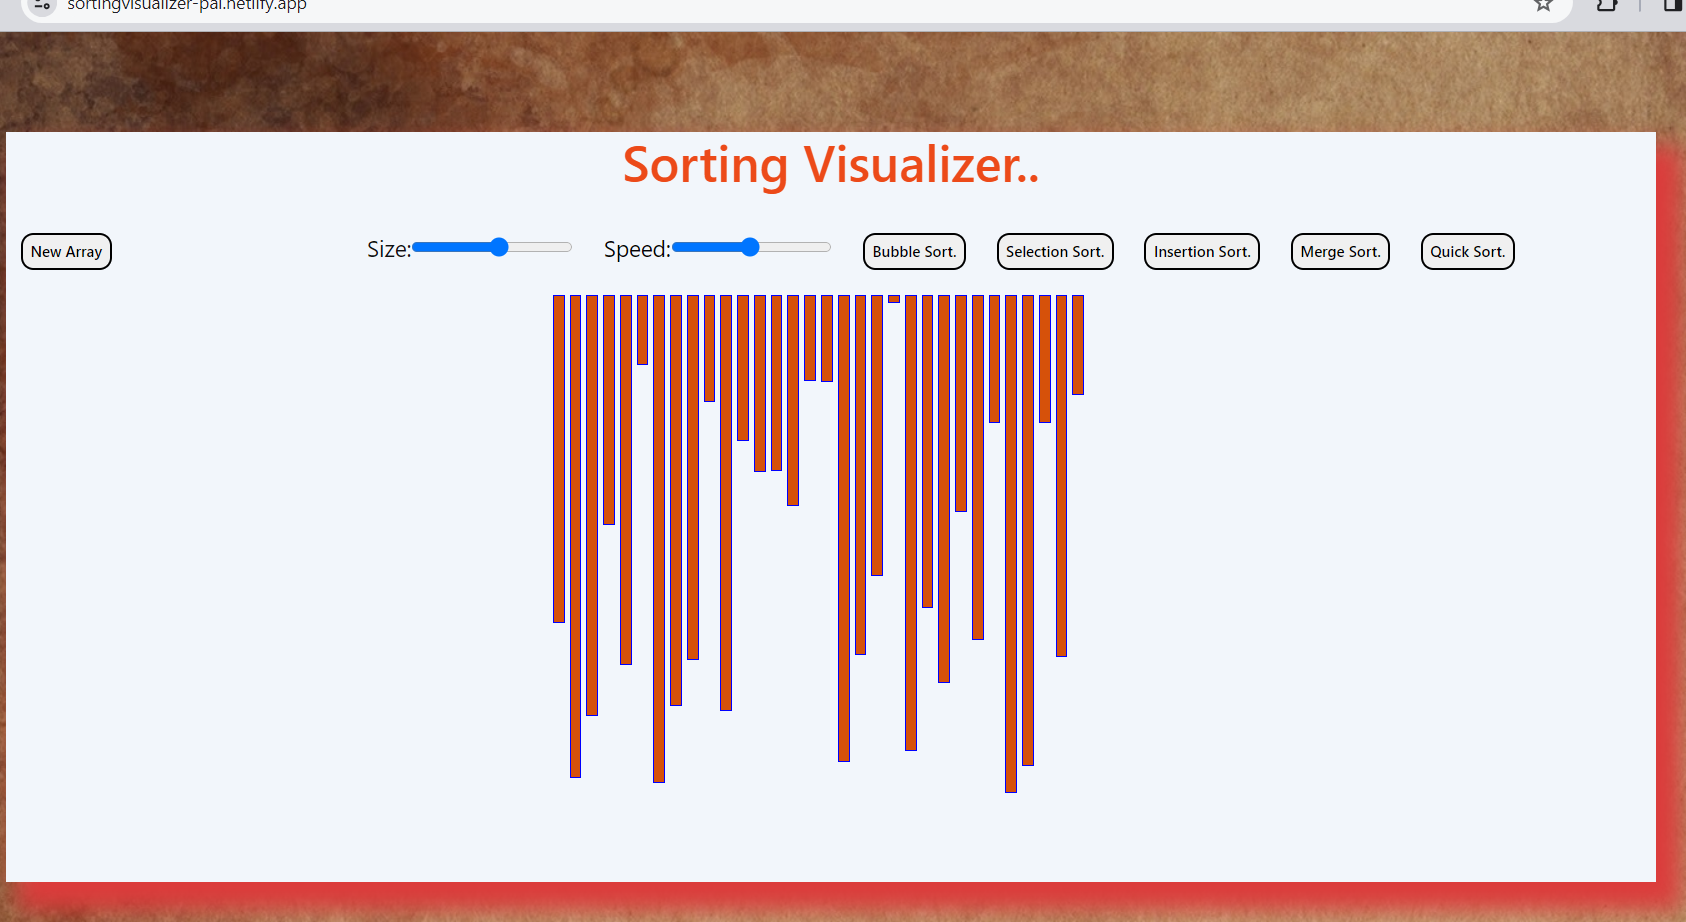 sortingvisualizer-pal.netlify.app
Sorting Visualizer..
New Array
Size:
Speed:
Bubble Sort.
Selection Sort.
Insertion Sort.
Merge Sort.
Quick Sort.